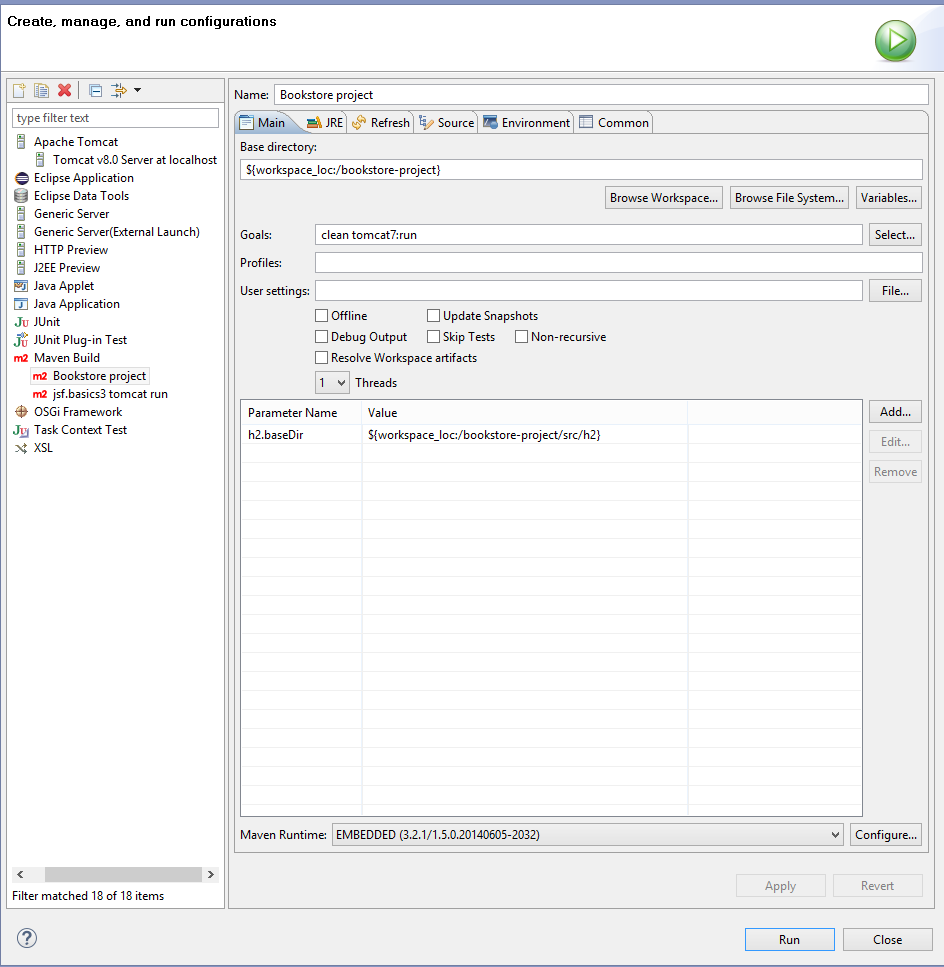 Create, manage, and run configurations
type filter text
Apache Tomcat
Tomcat v8.0 Server at localhost
Eclipse Application
Eclipse Data Tools
Generic Server
Generic Server(External Launch)
HTTP Preview
J2EE Preview
Java Applet
Java Application
Ju JUnit
JUnit Plug-in Test
m2 Maven Build
m2 Bookstore project
m2 jsf.basics3 tomcat run
OSGi Framework
Task Context Test
XSL
Filter matched 18 of 18 items
Name: Bookstore project
Main JRE Refresh Source Environment Common
Base directory:
${workspace_loc:/bookstore-project}
Browse Workspace... Browse File System... Variables...
Goals: clean tomcat7:run Select...
Profiles:
User settings: File...
Offline Update Snapshots
Debug Output Skip Tests Non-recursive
Resolve Workspace artifacts
1 Threads
Parameter Name Value Add...
h2.baseDir ${workspace_loc:/bookstore-project/src/h2} Edit...
Remove
Maven Runtime: EMBEDDED (3.2.1/1.5.0.20140605-2032) Configure...
Apply Revert
? Run Close